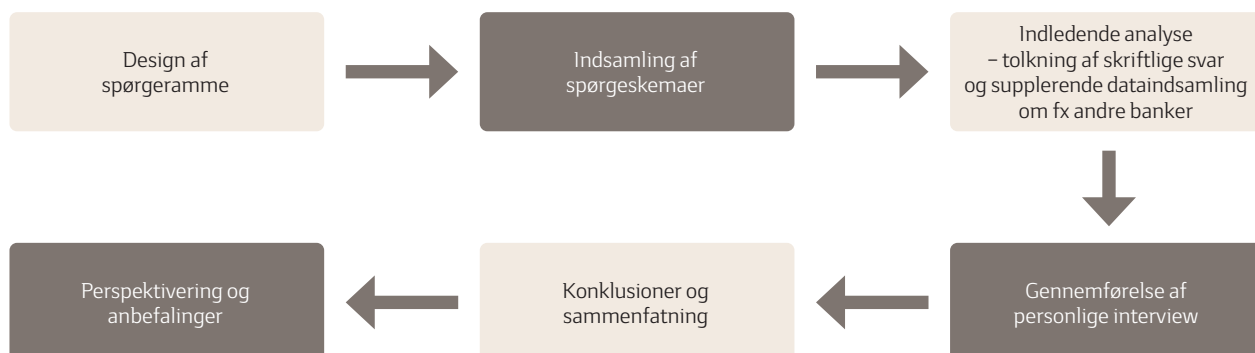 Design af
spørgeramme
Indsamling af
spørgeskemaer
Indledende analyse
– tolkning af skriftlige svar
og supplerende dataindsamling
om fx andre banker
Gennemførelse af
personlige interview
Konklusioner og
sammenfatning
Perspektivering og
anbefalinger